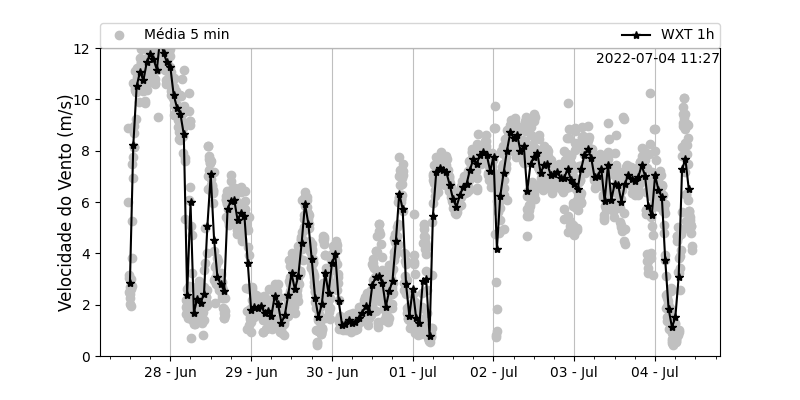 Média 5 min
WXT 1h
2022-07-04 11:27
Velocidade do Vento (m/s)
12
10
8
6
4
2
0
28 - Jun
29 - Jun
30 - Jun
01 - Jul
02 - Jul
03 - Jul
04 - Jul